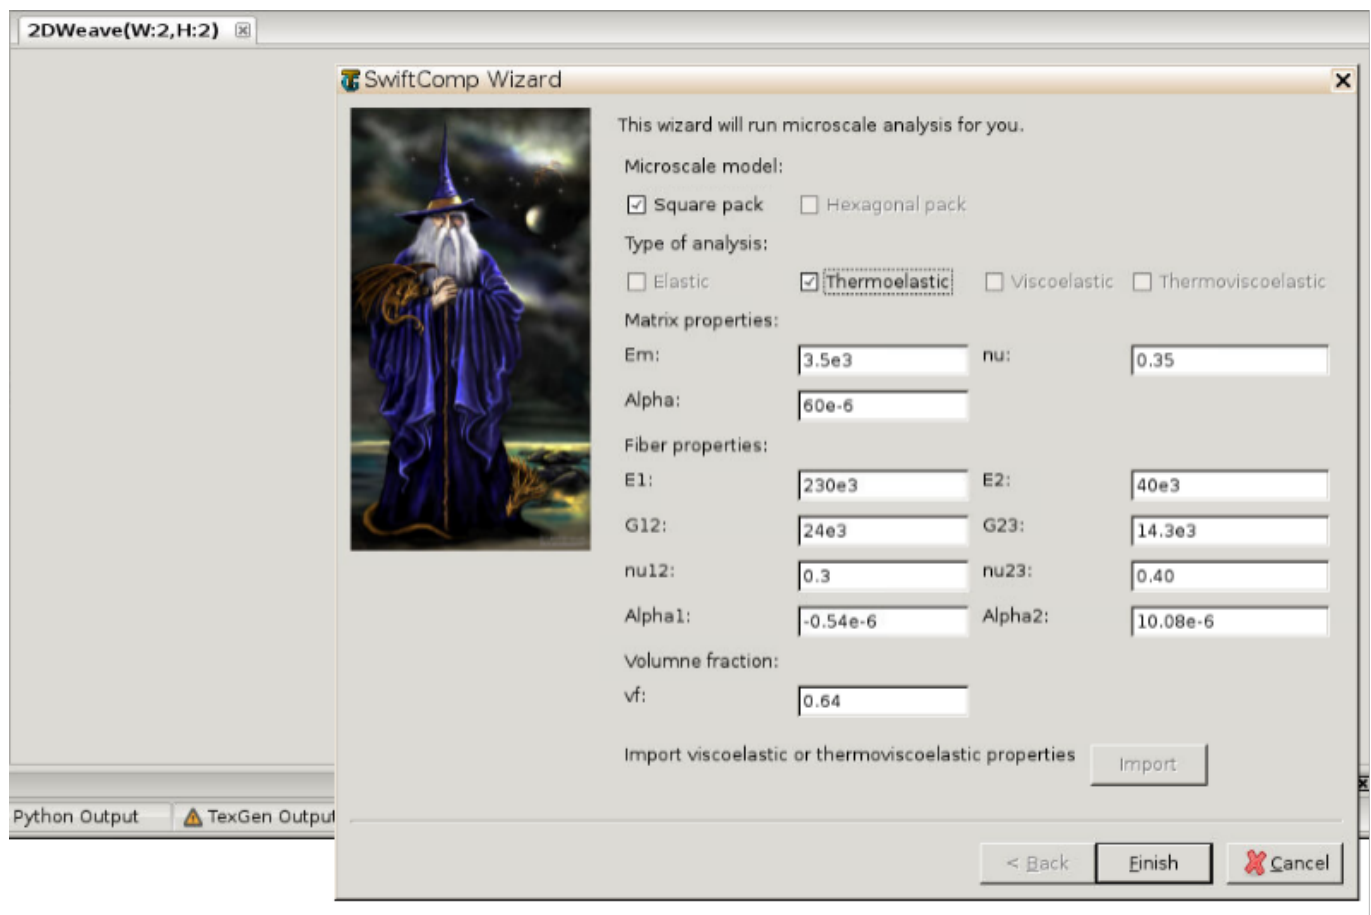 2DWeave(W:2,H:2)
SwiftComp Wizard
This wizard will run microscale analysis for you.
Microscale model:
Square pack Hexagonal pack
Type of analysis:
Elastic Thermoelastic Viscoelastic Thermoviscoelastic
Matrix properties:
Em: 3.5e3 nu: 0.35
Alpha: 60e-6
Fiber properties:
E1: 230e3 E2: 40e3
G12: 24e3 G23: 14.3e3
nu12: 0.3 nu23: 0.40
Alpha1: -0.54e-6 Alpha2: 10.08e-6
Volumne fraction:
vf: 0.64
Import viscoelastic or thermoviscoelastic properties Import
Python Output TexGen Output
< Back Finish Cancel